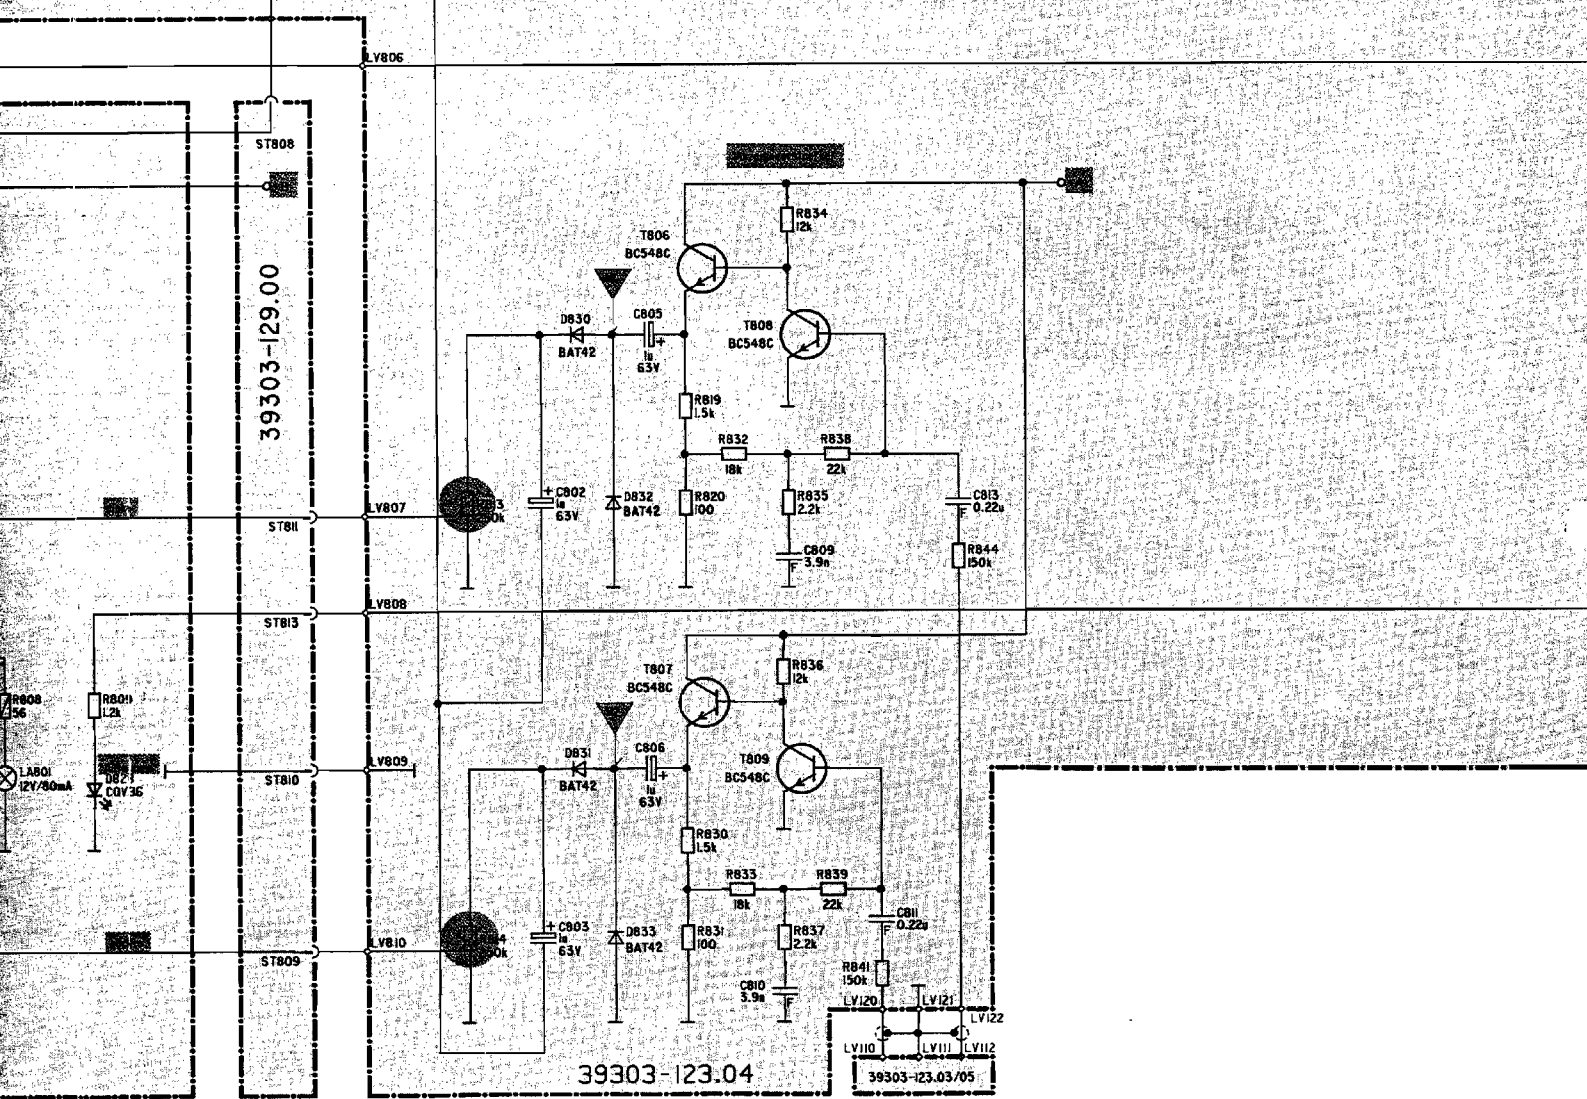 LV806
ST808
R834
12k
T806
BC548C
39303-129.00
D830
BAT42
C805
1u
63V
T808
BC548C
R819
1.5k
R832
18k
R838
22k
C802
1u
63V
D832
BAT42
R820
100
R835
2.2k
C813
0.22u
LV807
ST811
C809
3.9n
R844
150k
LV808
ST813
T807
BC548C
R836
12k
R808
56
R809
1.2k
D831
BAT42
C806
1u
63V
T809
BC548C
LV809
ST810
LA801
12V/80mA
CQV36
R830
1.5k
R833
18k
R839
22k
C803
1u
63V
D833
BAT42
R831
100
R837
2.2k
C811
0.22u
LV810
ST809
R841
150k
C810
3.9n
LV120
LV121
LV122
LV110
LV111
LV112
39303-123.04
39303-123.03/05